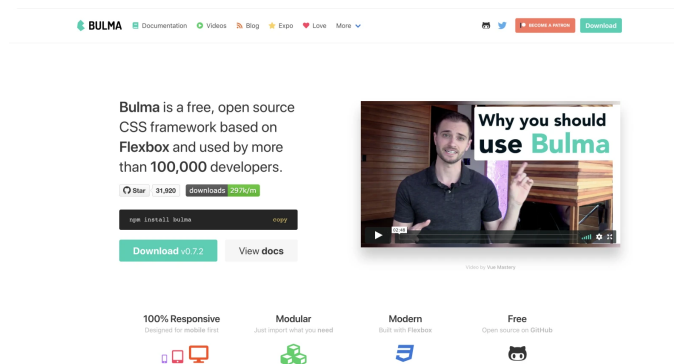 BULMA Documentation Videos Blog Expo Love More BECOME A PATRON Download
Bulma is a free, open source
CSS framework based on
Flexbox and used by more
than 100,000 developers.
Star 31,920 downloads 297k/m
npm install bulma copy
Download v0.7.2 View docs
Why you should
use Bulma
02:48
Video by Vue Mastery
100% Responsive
Designed for mobile first
Modular
Just import what you need
Modern
Built with Flexbox
Free
Open source on GitHub